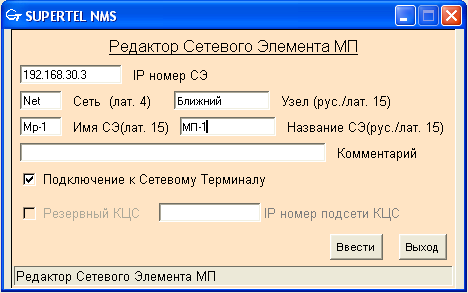 SUPERTEL NMS
Редактор Сетевого Элемента МП
192.168.30.3 IP номер СЭ
Net Сеть (лат. 4) Ближний Узел (рус./лат. 15)
Мр-1 Имя СЭ(лат. 15) МП-1 Название СЭ(рус./лат. 15)
Комментарий
Подключение к Сетевому Терминалу
Резервный КЦС IP номер подсети КЦС
Ввести Выход
Редактор Сетевого Элемента МП